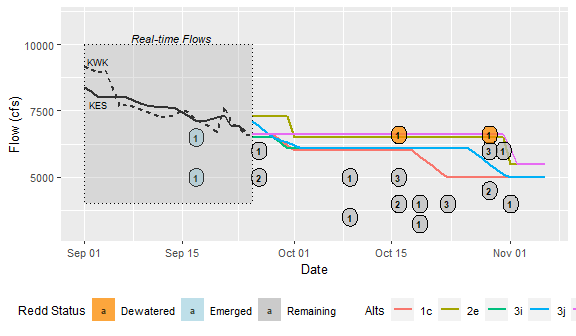 Real-time Flows
10000
KWK
KES
7500
1
1
1
1
1
3
1
Flow (cfs)
5000
1
2
1
3
2
2
1
3
1
1
1
Sep 01
Sep 15
Oct 01
Oct 15
Nov 01
Date
Redd Status a Dewatered a Emerged a Remaining Alts 1c 2e 3i 3j